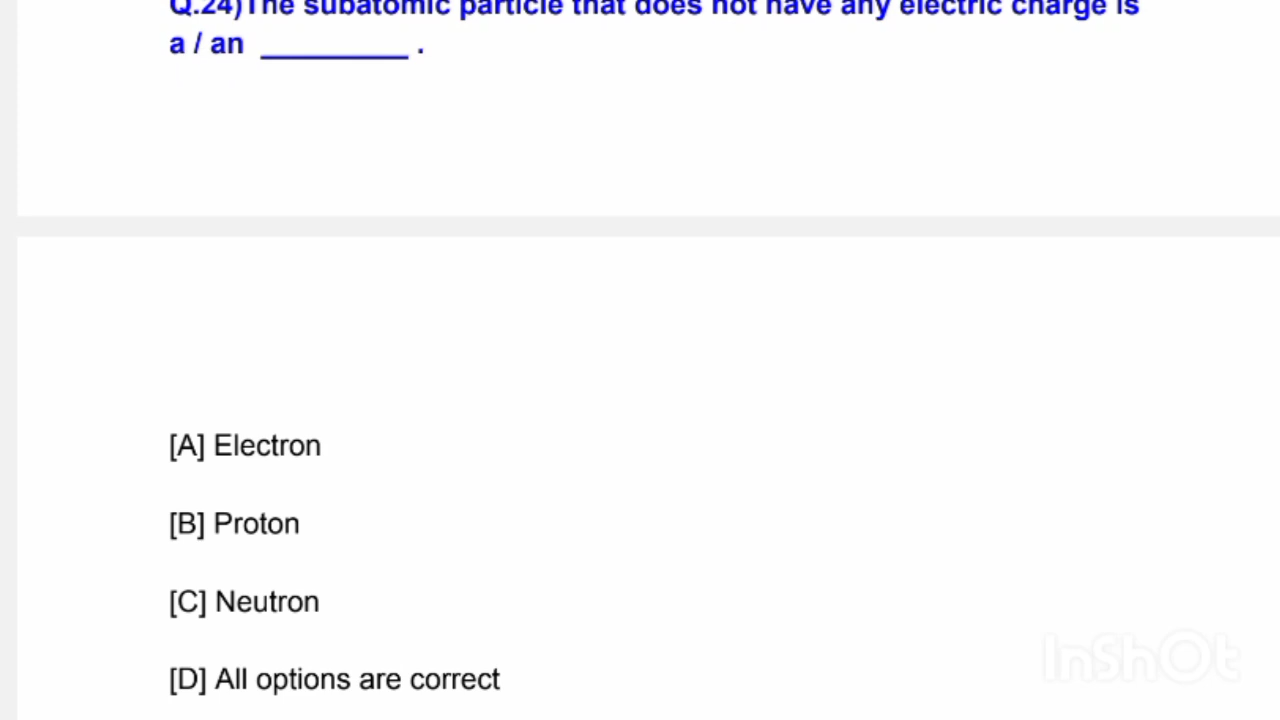 Q.24)The subatomic particle that does not have any electric charge is
a / an _________ .
[A] Electron
[B] Proton
[C] Neutron
[D] All options are correct
InShOt